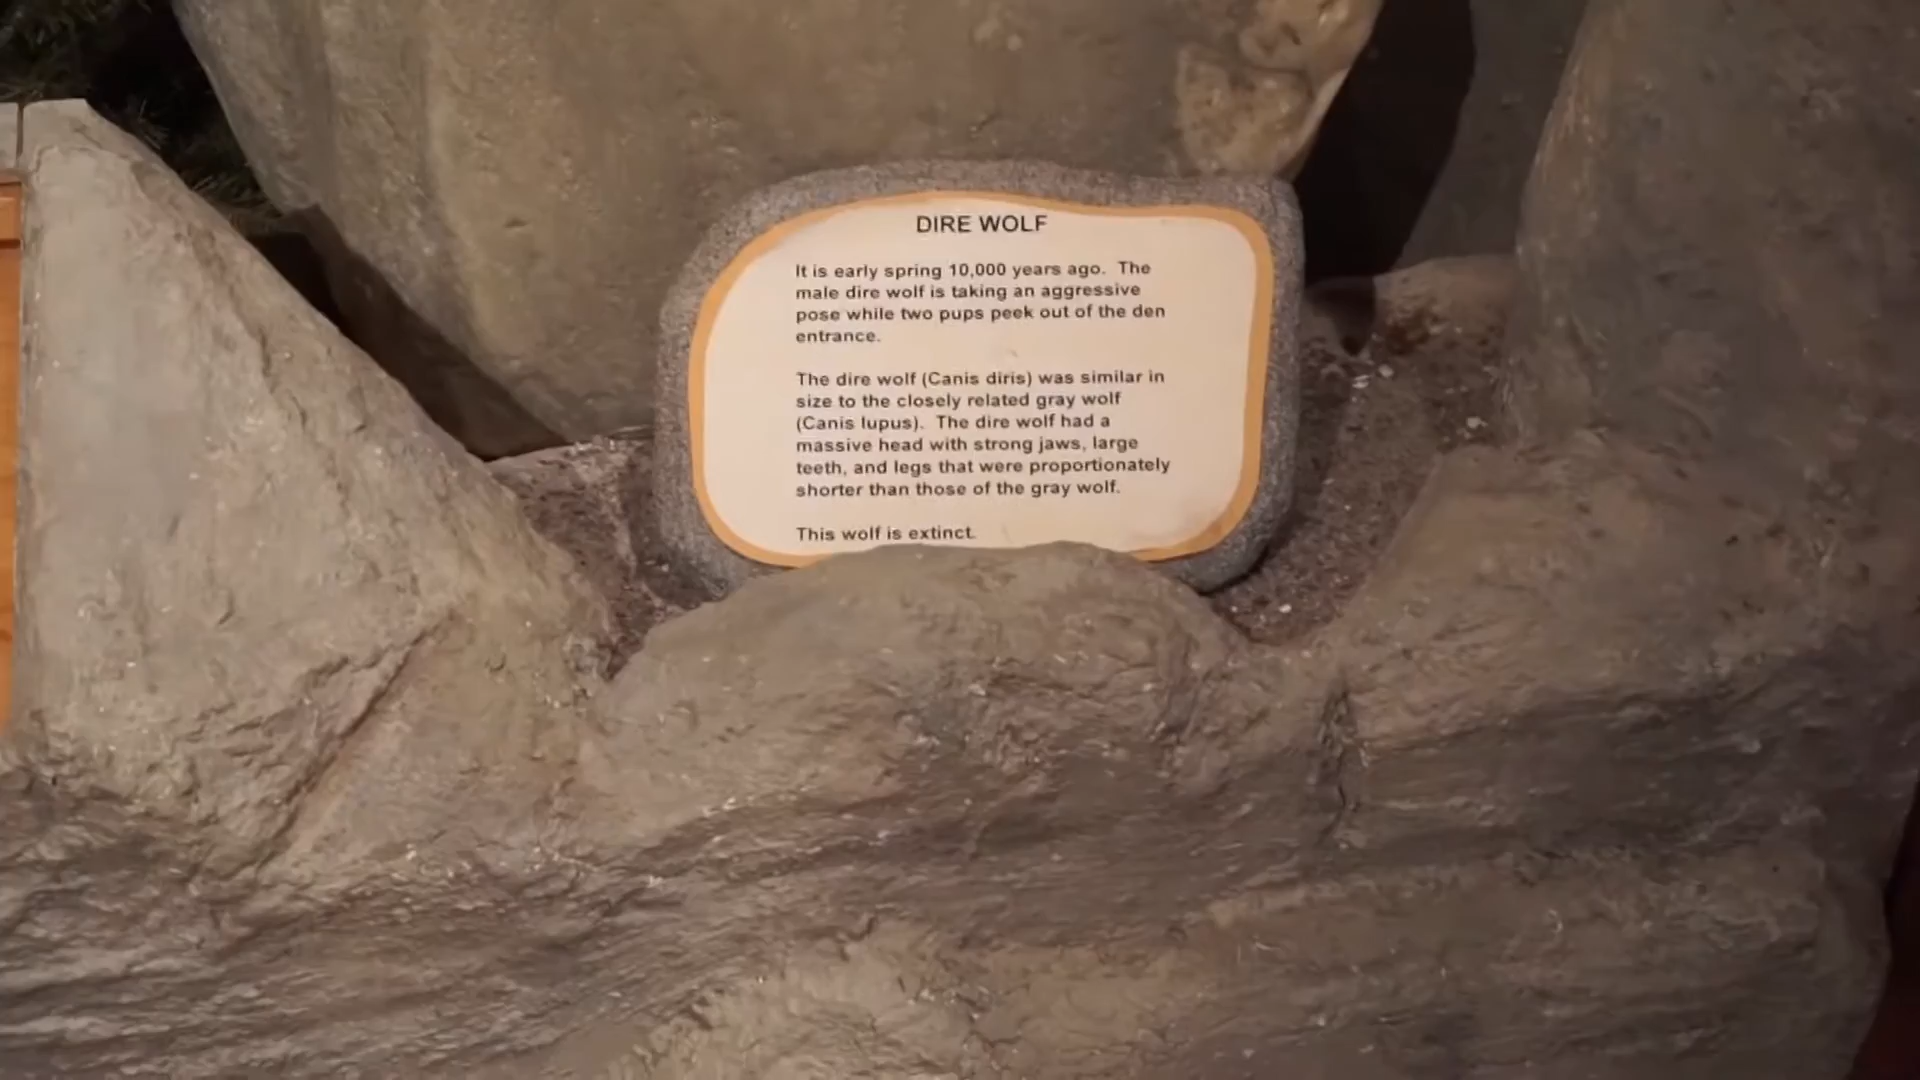 DIRE WOLF
It is early spring 10,000 years ago. The
male dire wolf is taking an aggressive
pose while two pups peek out of the den
entrance.
The dire wolf (Canis diris) was similar in
size to the closely related gray wolf
(Canis lupus). The dire wolf had a
massive head with strong jaws, large
teeth, and legs that were proportionately
shorter than those of the gray wolf.
This wolf is extinct.